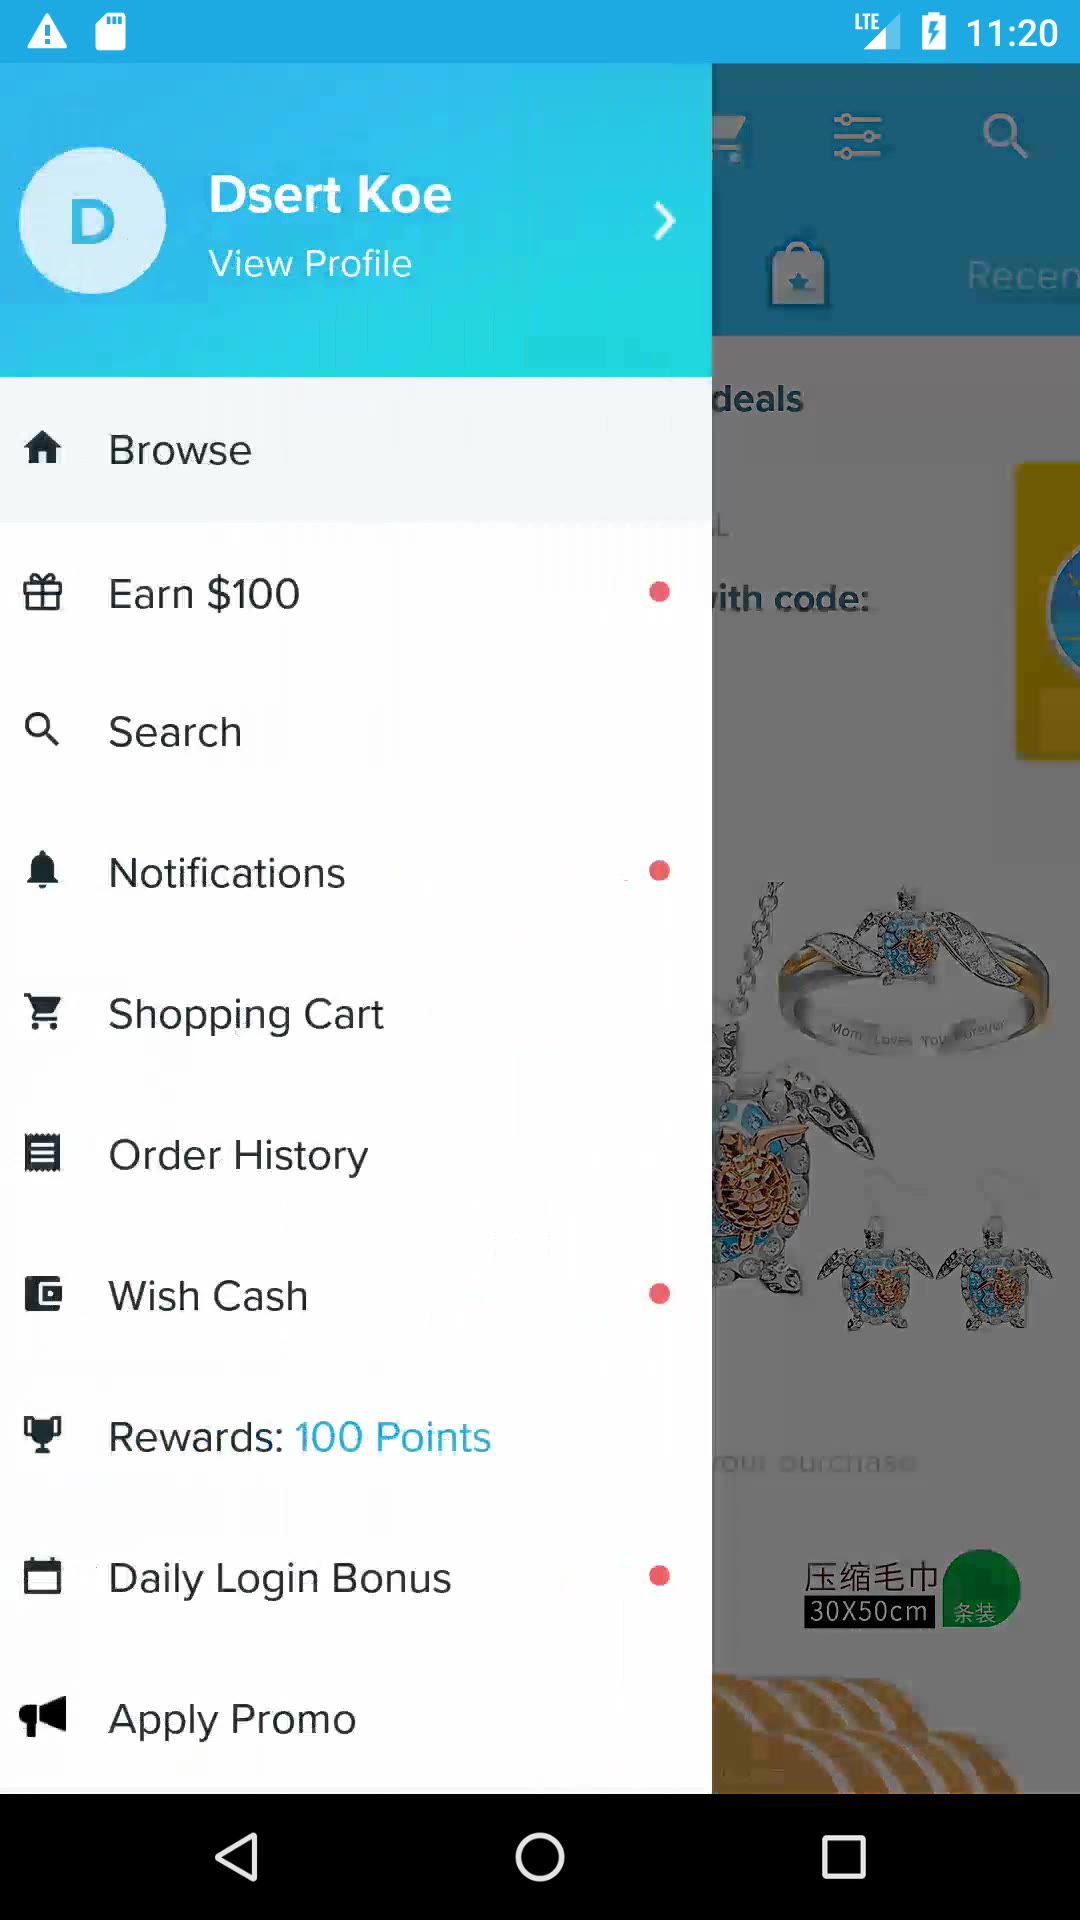 LTE 11:20
D
Dsert Koe
View Profile
Recen
deals
Browse
Earn $100
with code:
Search
Notifications
Shopping Cart
Mom Loves You Forever
Order History
Wish Cash
Rewards: 100 Points
your purchase
Daily Login Bonus
压缩毛巾
30X50cm
条装
Apply Promo